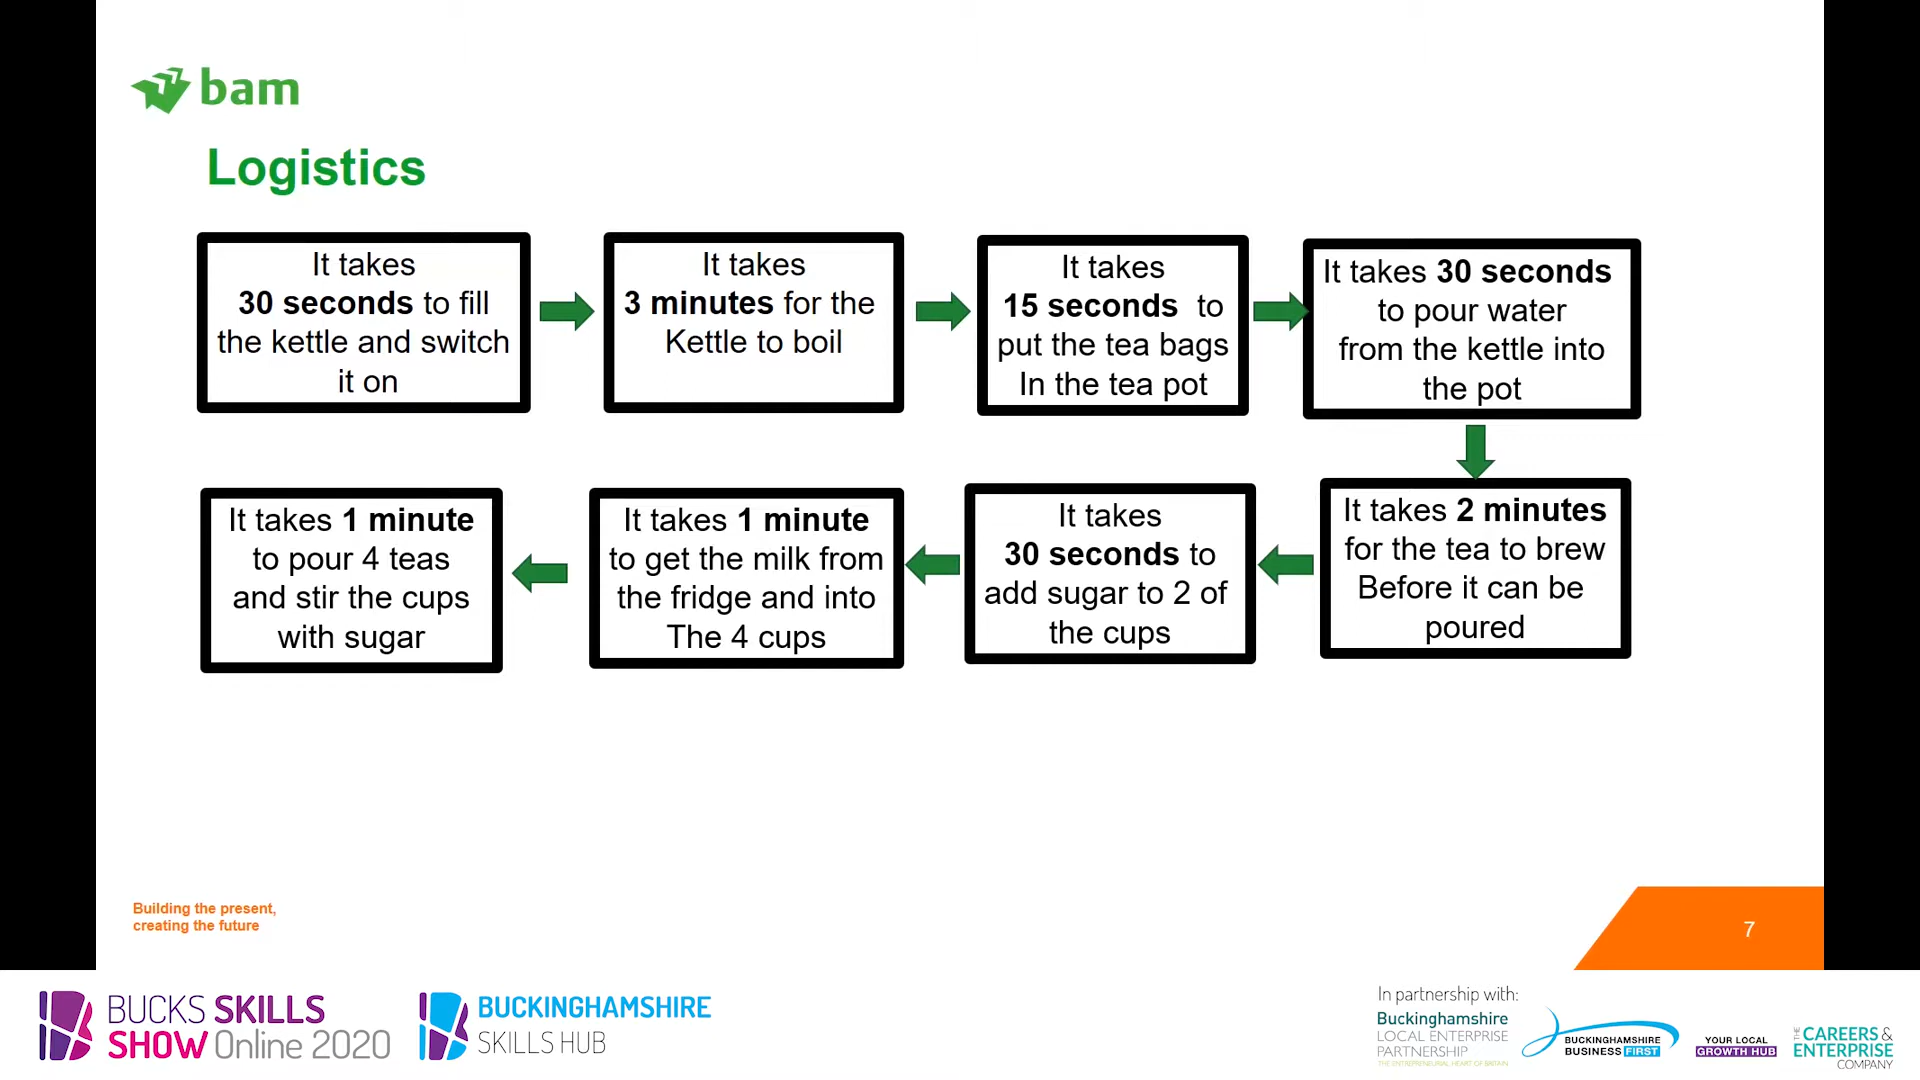 bam
Logistics
It takes
30 seconds to fill
the kettle and switch
it on
It takes
3 minutes for the
Kettle to boil
It takes
15 seconds to
put the tea bags
In the tea pot
It takes 30 seconds
to pour water
from the kettle into
the pot
It takes 2 minutes
for the tea to brew
Before it can be
poured
It takes
30 seconds to
add sugar to 2 of
the cups
It takes 1 minute
to get the milk from
the fridge and into
The 4 cups
It takes 1 minute
to pour 4 teas
and stir the cups
with sugar
Building the present,
creating the future
7
BUCKS SKILLS
SHOW Online 2020
BUCKINGHAMSHIRE
SKILLS HUB
In partnership with:
Buckinghamshire
LOCAL ENTERPRISE
PARTNERSHIP
THE ENTREPRENEURIAL HEART OF BRITAIN
BUCKINGHAMSHIRE
BUSINESS FIRST
YOUR LOCAL
GROWTH HUB
THE CAREERS &
ENTERPRISE
COMPANY